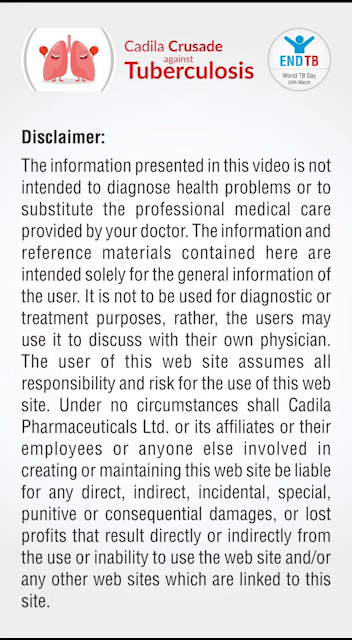 Cadila Crusade
against
Tuberculosis
END TB
World TB Day
24th March
Disclaimer:
The information presented in this video is not
intended to diagnose health problems or to
substitute the professional medical care
provided by your doctor. The information and
reference materials contained here are
intended solely for the general information of
the user. It is not to be used for diagnostic or
treatment purposes, rather, the users may
use it to discuss with their own physician.
The user of this web site assumes all
responsibility and risk for the use of this web
site. Under no circumstances shall Cadila
Pharmaceuticals Ltd. or its affiliates or their
employees or anyone else involved in
creating or maintaining this web site be liable
for any direct, indirect, incidental, special,
punitive or consequential damages, or lost
profits that result directly or indirectly from
the use or inability to use the web site and/or
any other web sites which are linked to this
site.